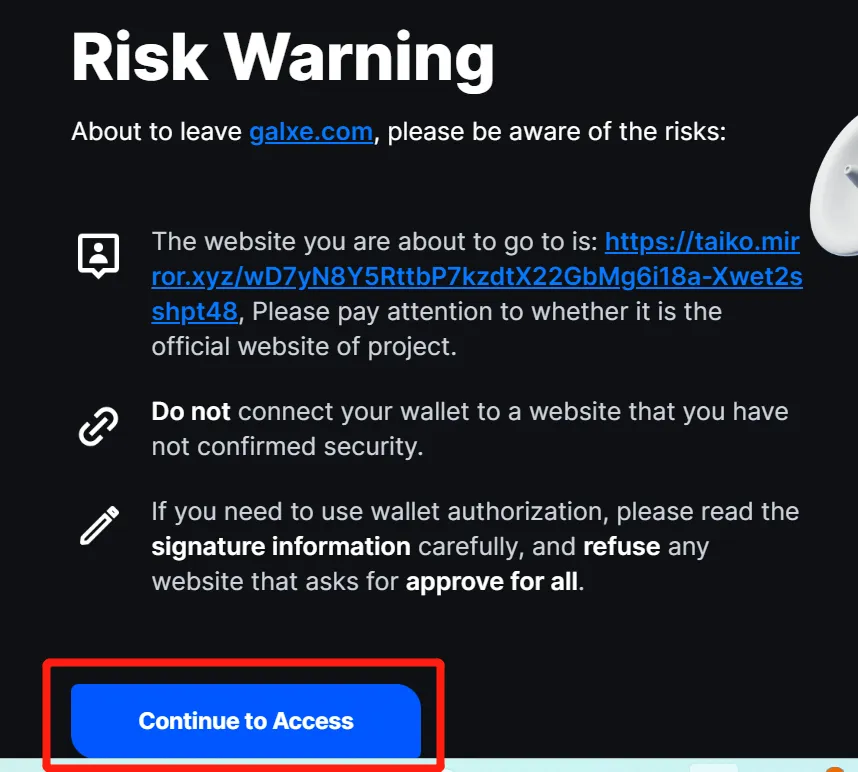 Risk Warning
About to leave galxe.com, please be aware of the risks:
The website you are about to go to is: https://taiko.mir
ror.xyz/wD7yN8Y5RttbP7kzdtX22GbMg6i18a-Xwet2s
shpt48, Please pay attention to whether it is the
official website of project.
Do not connect your wallet to a website that you have
not confirmed security.
If you need to use wallet authorization, please read the
signature information carefully, and refuse any
website that asks for approve for all.
Continue to Access